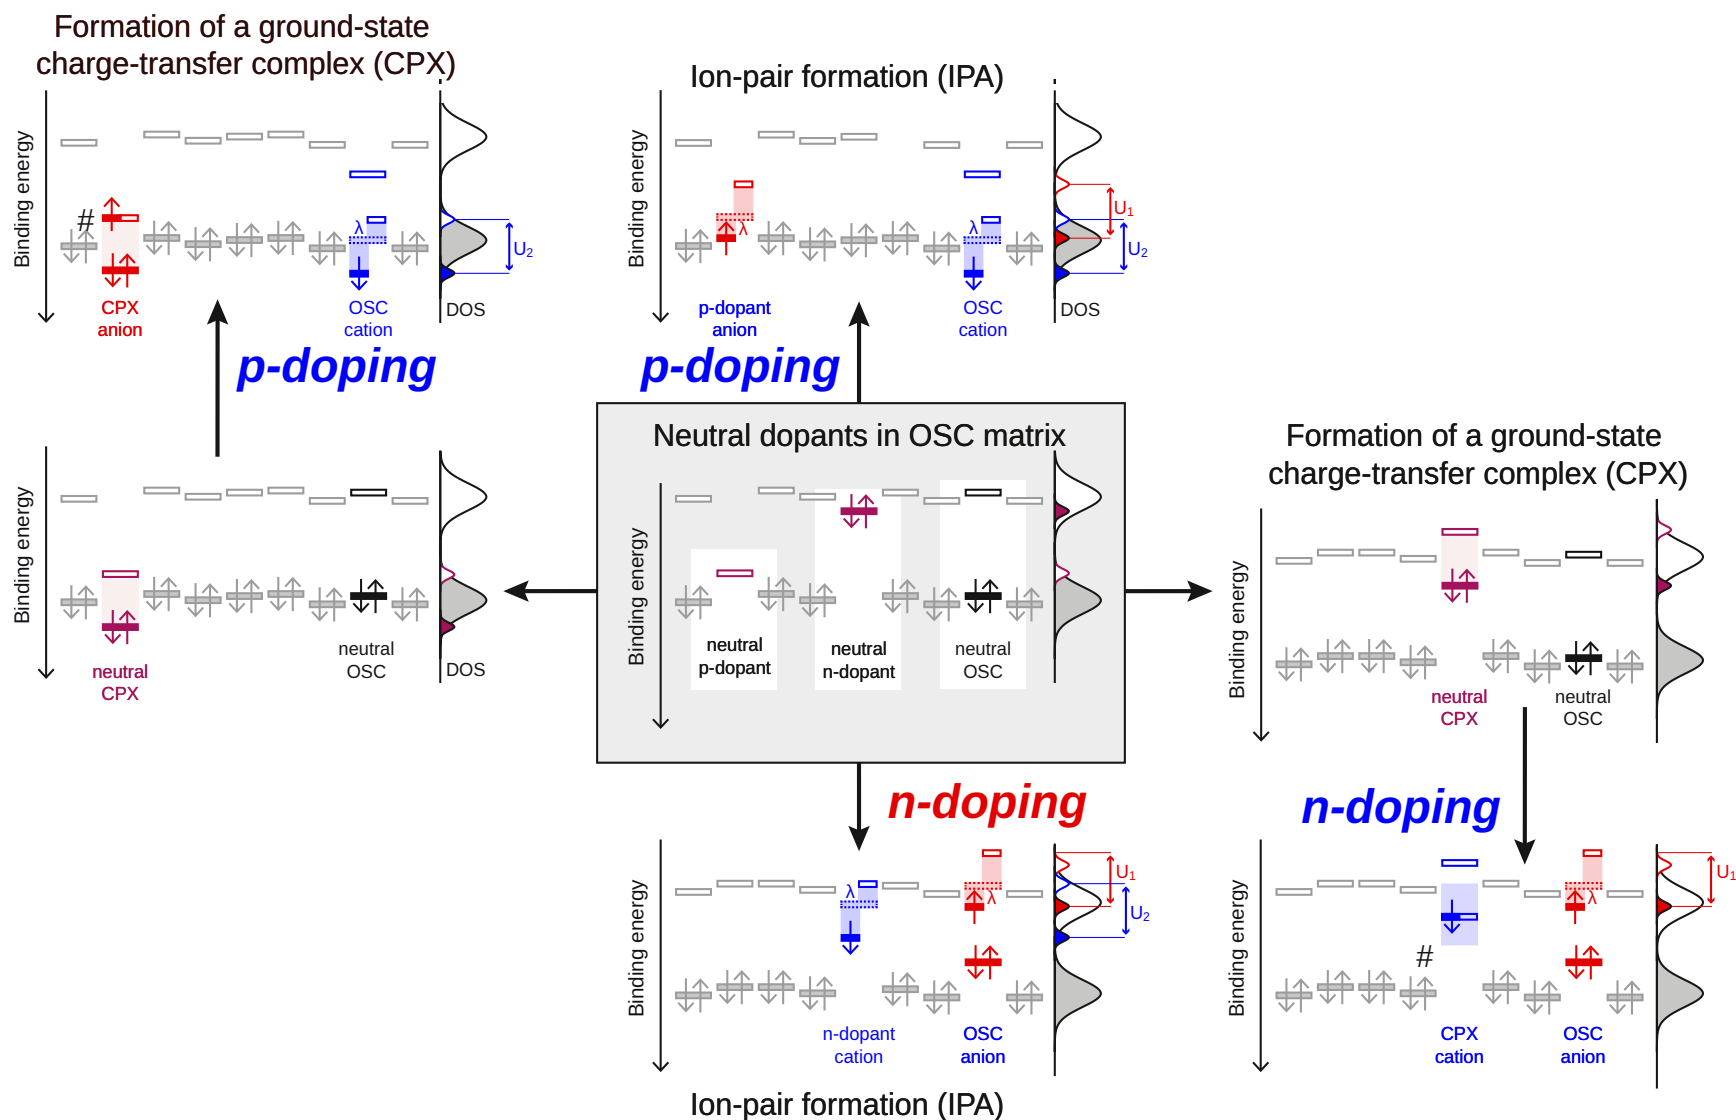 Formation of a ground-state
charge-transfer complex (CPX)
Binding energy
#
λ
U2
CPX
anion
OSC
cation
DOS
p-doping
Ion-pair formation (IPA)
Binding energy
λ
λ
U1
U2
p-dopant
anion
OSC
cation
DOS
p-doping
Binding energy
neutral
CPX
neutral
OSC
DOS
Neutral dopants in OSC matrix
Binding energy
neutral
p-dopant
neutral
n-dopant
neutral
OSC
Formation of a ground-state
charge-transfer complex (CPX)
Binding energy
neutral
CPX
neutral
OSC
n-doping
Binding energy
λ
λ
U1
U2
n-dopant
cation
OSC
anion
Ion-pair formation (IPA)
n-doping
Binding energy
#
λ
U1
CPX
cation
OSC
anion